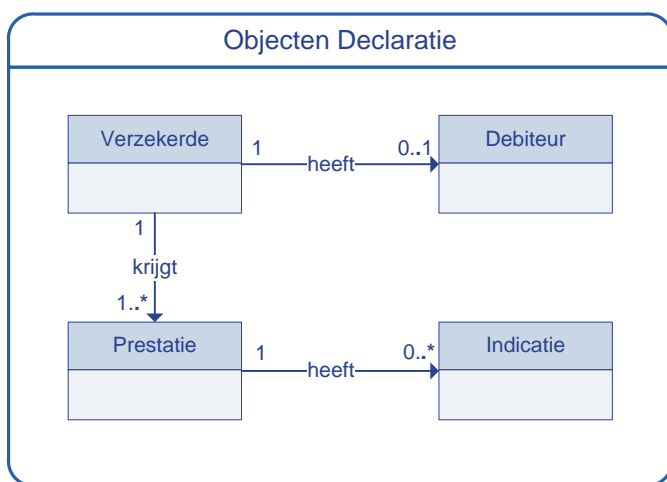 Objecten Declaratie
Verzekerde
1
heeft
0..1
Debiteur
1
krijgt
1..*
Prestatie
1
heeft
0..*
Indicatie